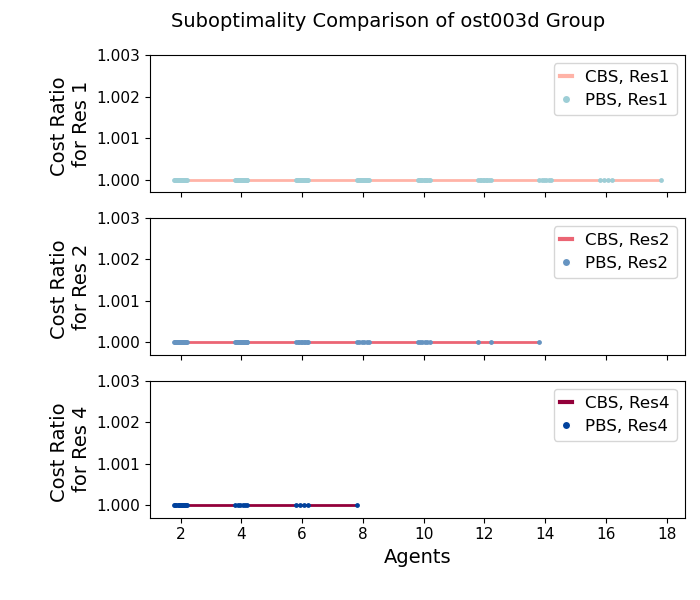 Suboptimality Comparison of ost003d Group
1.003
1.002
1.001
1.000
Cost Ratio
for Res 1
CBS, Res1
PBS, Res1
1.003
1.002
1.001
1.000
Cost Ratio
for Res 2
CBS, Res2
PBS, Res2
1.003
1.002
1.001
1.000
Cost Ratio
for Res 4
CBS, Res4
PBS, Res4
2 4 6 8 10 12 14 16 18
Agents